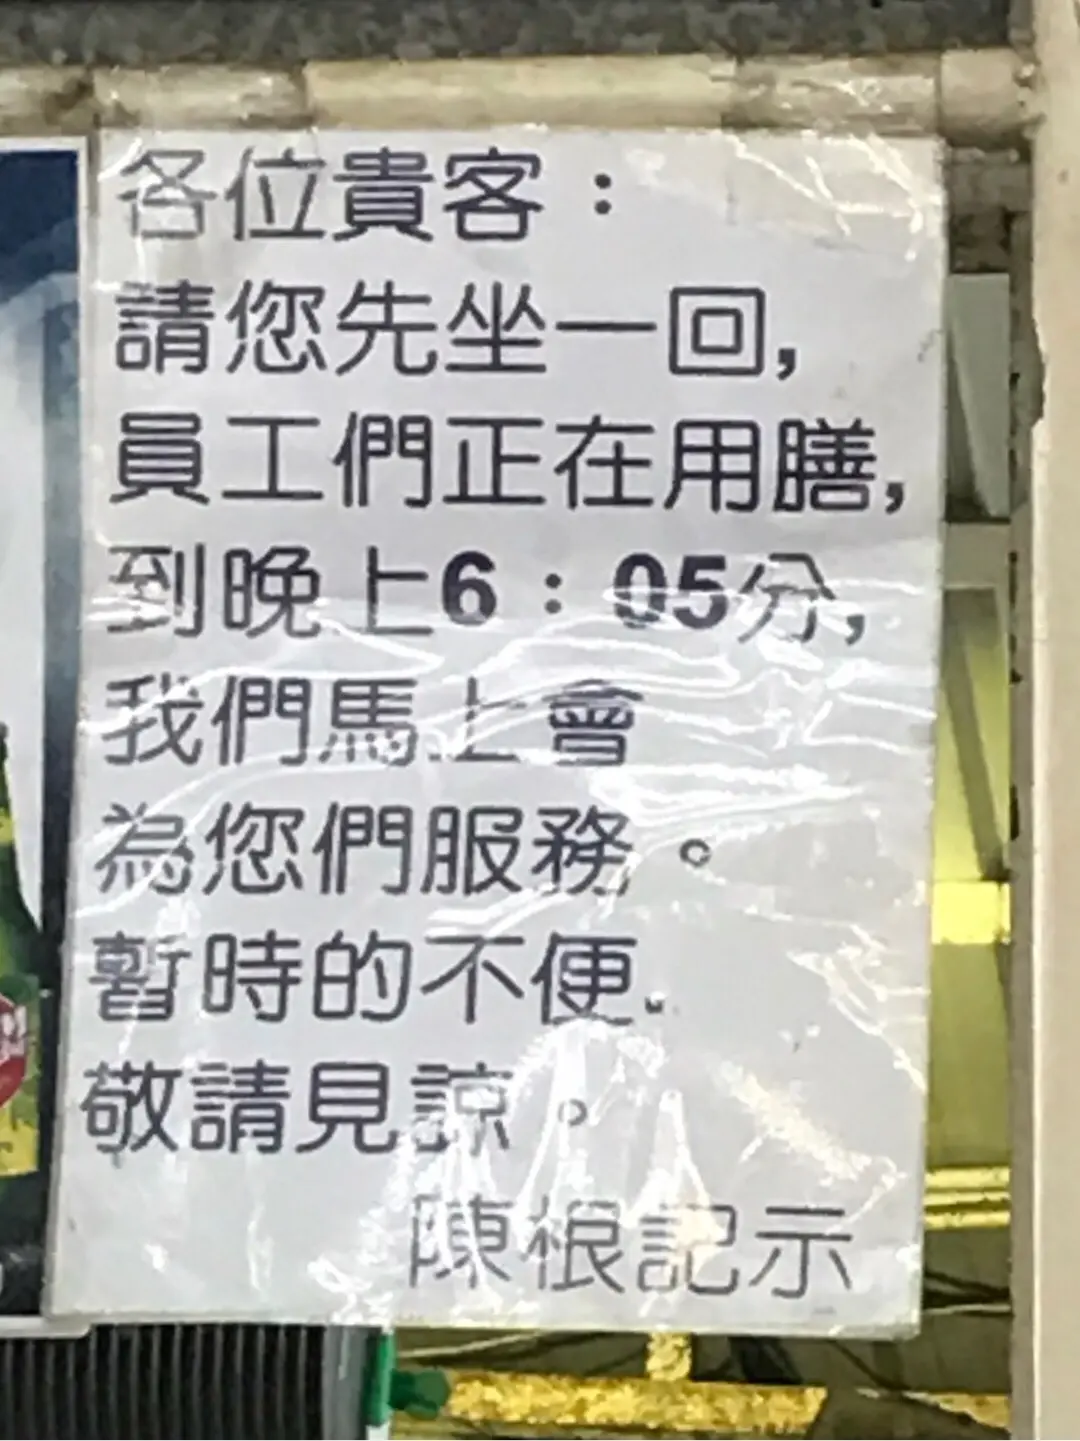 各位貴客：
請您先坐一回,
員工們正在用膳,
到晚上6：05分,
我們馬上會
為您們服務。
暫時的不便.
敬請見諒。
陳根記示